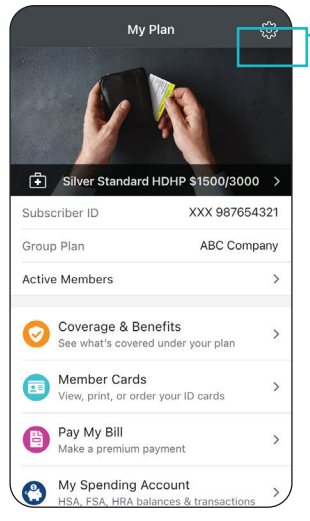 My Plan
Silver Standard HDHP $1500/3000
Subscriber ID XXX 987654321
Group Plan ABC Company
Active Members
Coverage & Benefits
See what's covered under your plan
Member Cards
View, print, or order your ID cards
Pay My Bill
Make a premium payment
My Spending Account
HSA, FSA, HRA balances & transactions